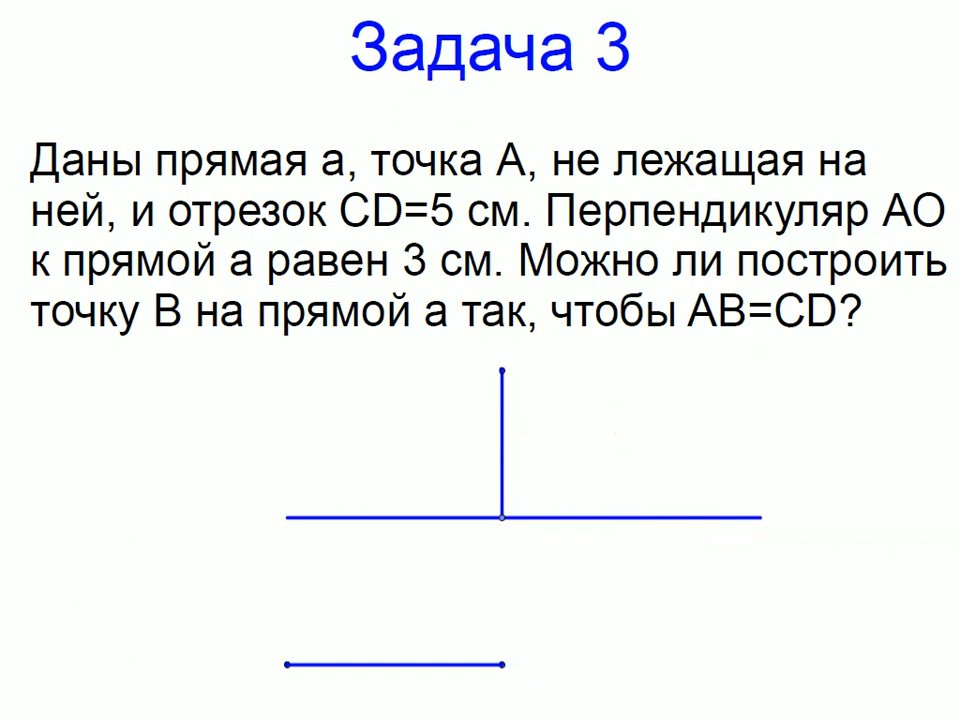 Задача 3
Даны прямая а, точка А, не лежащая на
ней, и отрезок CD=5 см. Перпендикуляр АО
к прямой а равен 3 см. Можно ли построить
точку В на прямой а так, чтобы AB=CD?